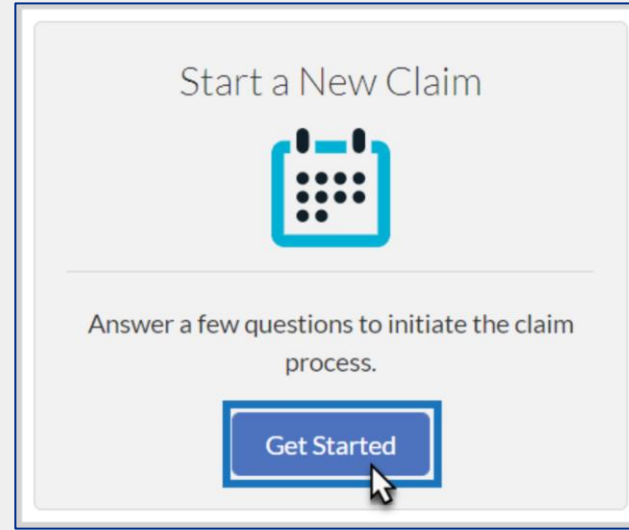 Start a New Claim
Answer a few questions to initiate the claim
process.
Get Started